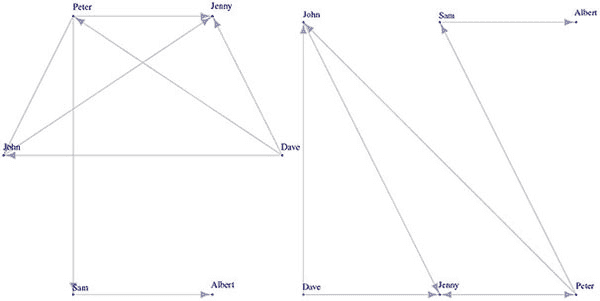 Peter
Jenny
John
Dave
Sam
Albert
John
Sam
Albert
Dave
Jenny
Peter